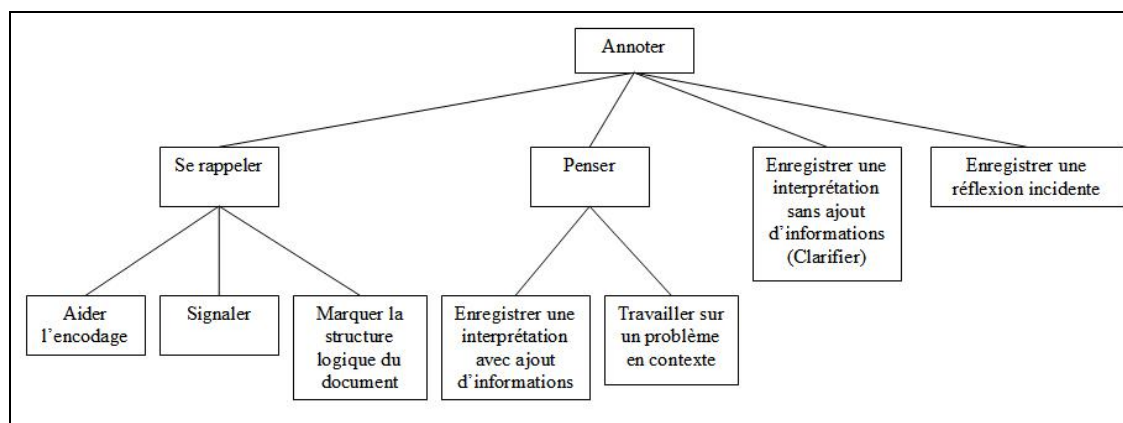 Annoter
Se rappeler
Penser
Enregistrer une
interprétation
sans ajout
d’informations
(Clarifier)
Enregistrer une
réflexion incidente
Aider
l’encodage
Signaler
Marquer la
structure
logique du
document
Enregistrer une
interprétation
avec ajout
d’informations
Travailler sur
un problème
en contexte